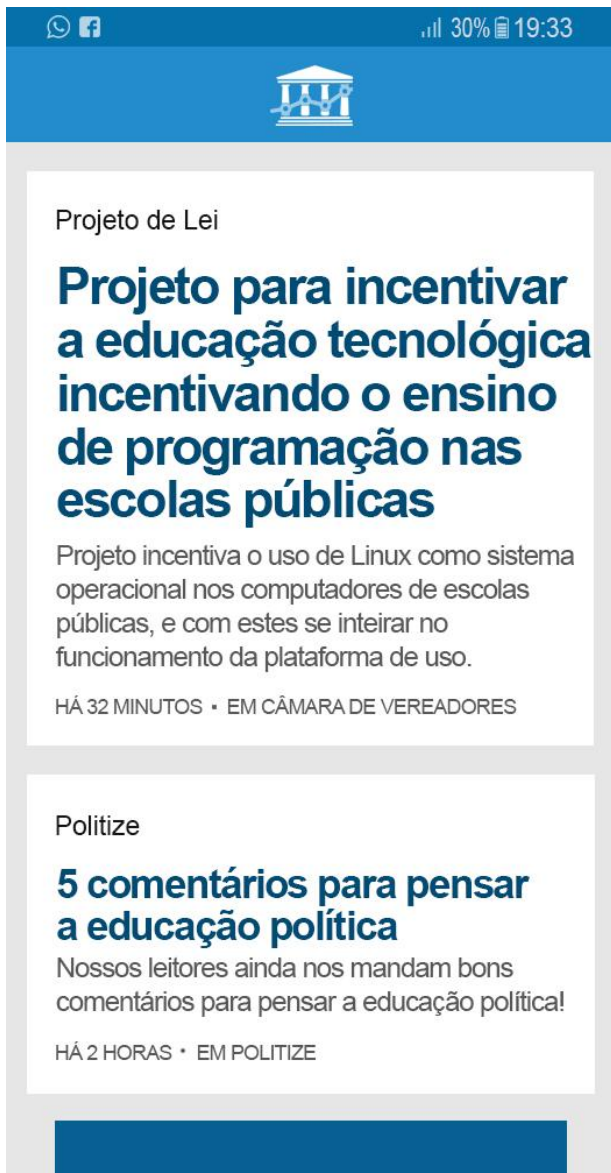 30% 19:33
Projeto de Lei
Projeto para incentivar
a educação tecnológica
incentivando o ensino
de programação nas
escolas públicas
Projeto incentiva o uso de Linux como sistema
operacional nos computadores de escolas
públicas, e com estes se inteirar no
funcionamento da plataforma de uso.
HÁ 32 MINUTOS • EM CÂMARA DE VEREADORES
Politize
5 comentários para pensar
a educação política
Nossos leitores ainda nos mandam bons
comentários para pensar a educação política!
HÁ 2 HORAS • EM POLITIZE